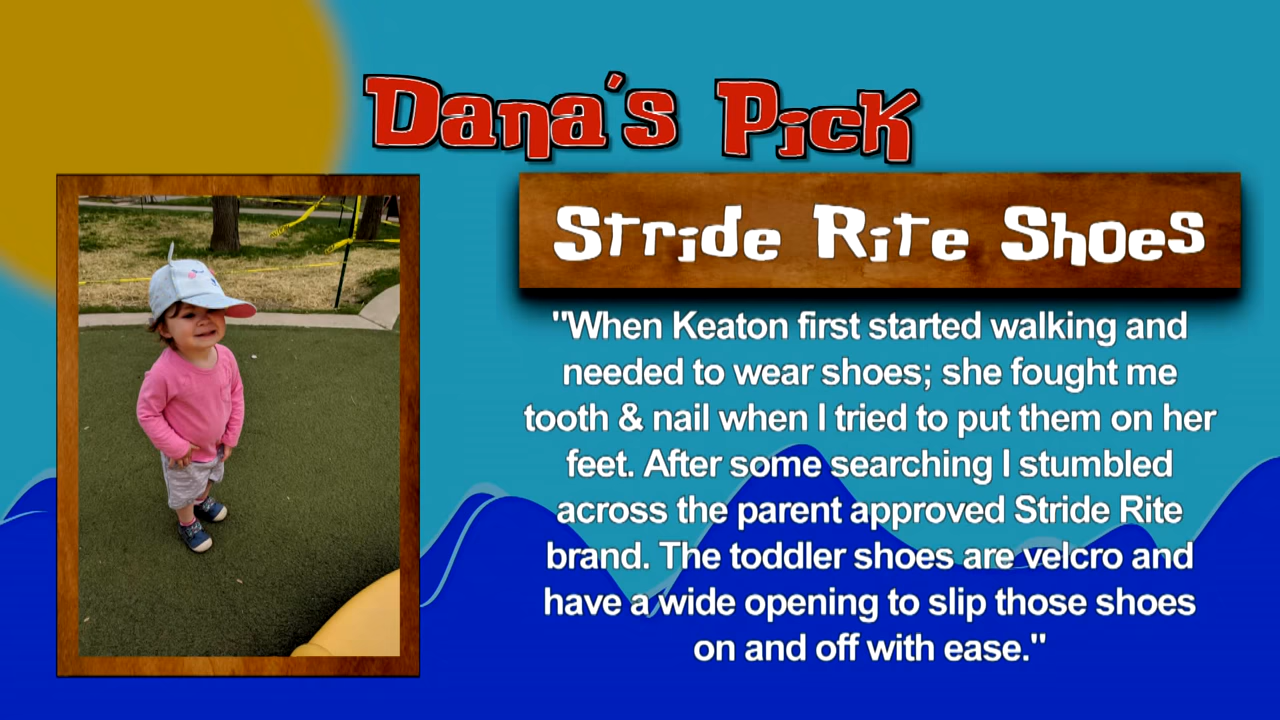 Dana's Pick
Stride Rite Shoes
"When Keaton first started walking and
needed to wear shoes; she fought me
tooth & nail when I tried to put them on her
feet. After some searching I stumbled
across the parent approved Stride Rite
brand. The toddler shoes are velcro and
have a wide opening to slip those shoes
on and off with ease."